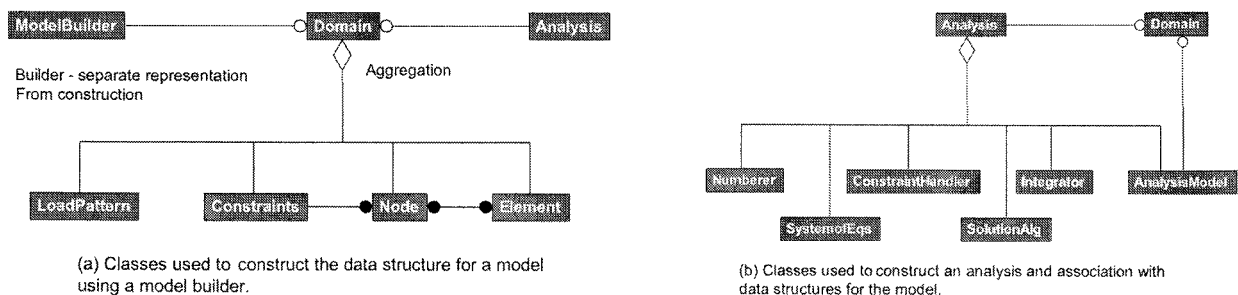 ModelBuilder
Domain
Analysis
Builder - separate representation
From construction
Aggregation
LoadPattern
Constraints
Node
Element
(a) Classes used to construct the data structure for a model
using a model builder.
Analysis
Domain
Numberer
ConstraintHandler
Integrator
AnalysisModel
SystemofEqs
SolutionAlg
(b) Classes used to construct an analysis and association with
data structures for the model.